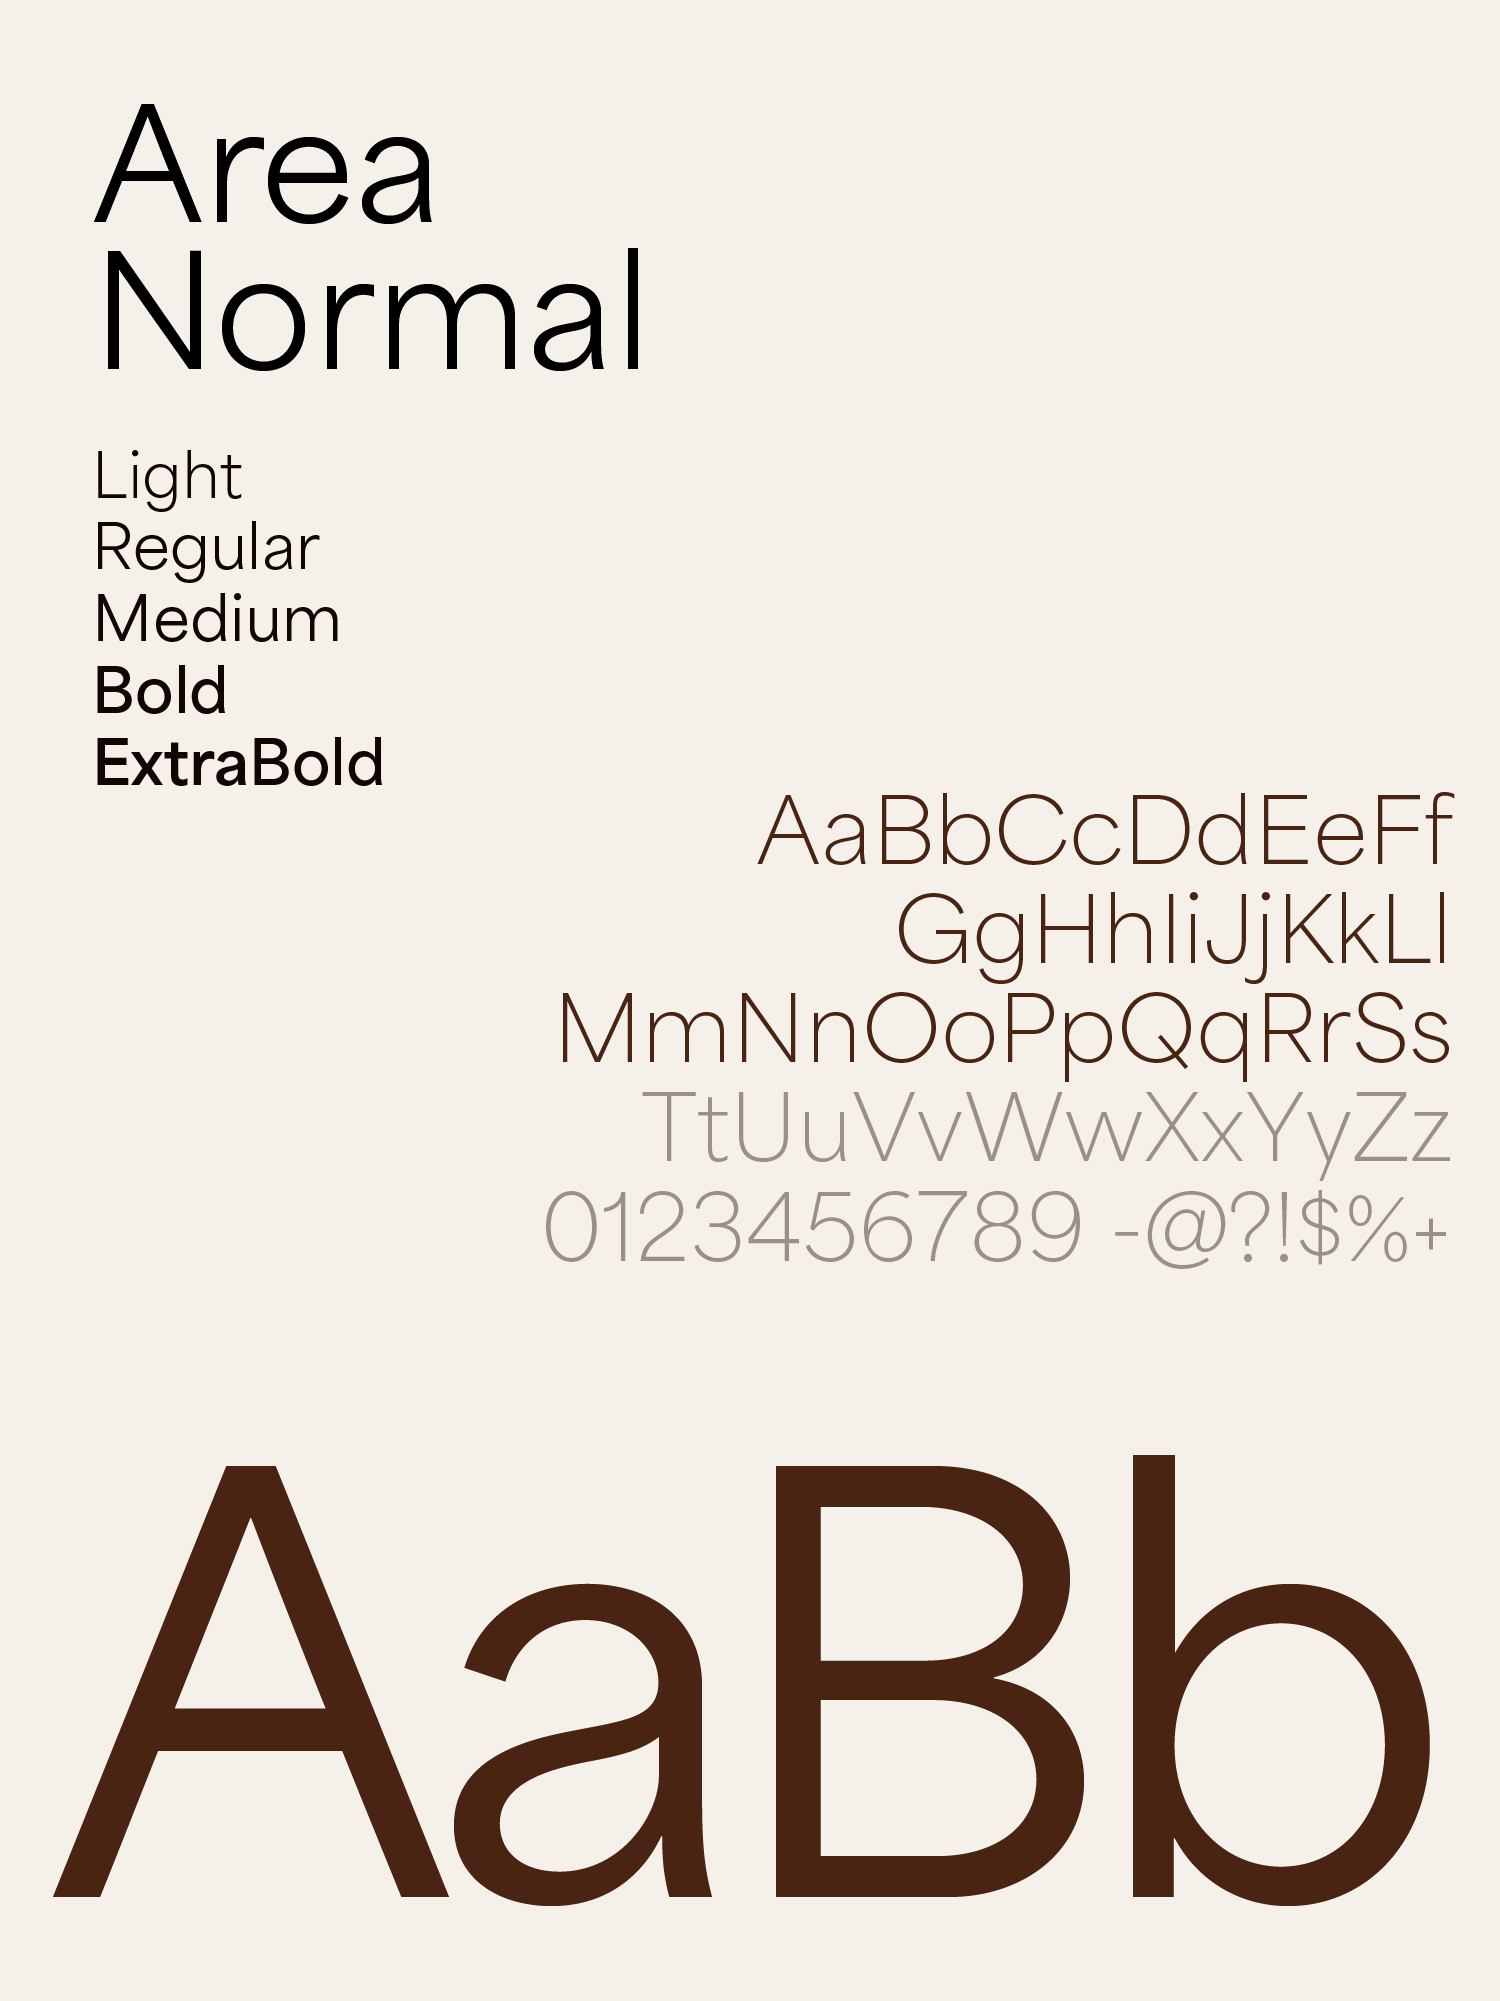 Area
Normal
Light
Regular
Medium
Bold
ExtraBold
AaBbCcDdEeFf
GgHhIiJjKkLl
MmNnOoPpQqRrSs
TtUuVvWwXxYyZz
0123456789 -@?!$%+
AaBb